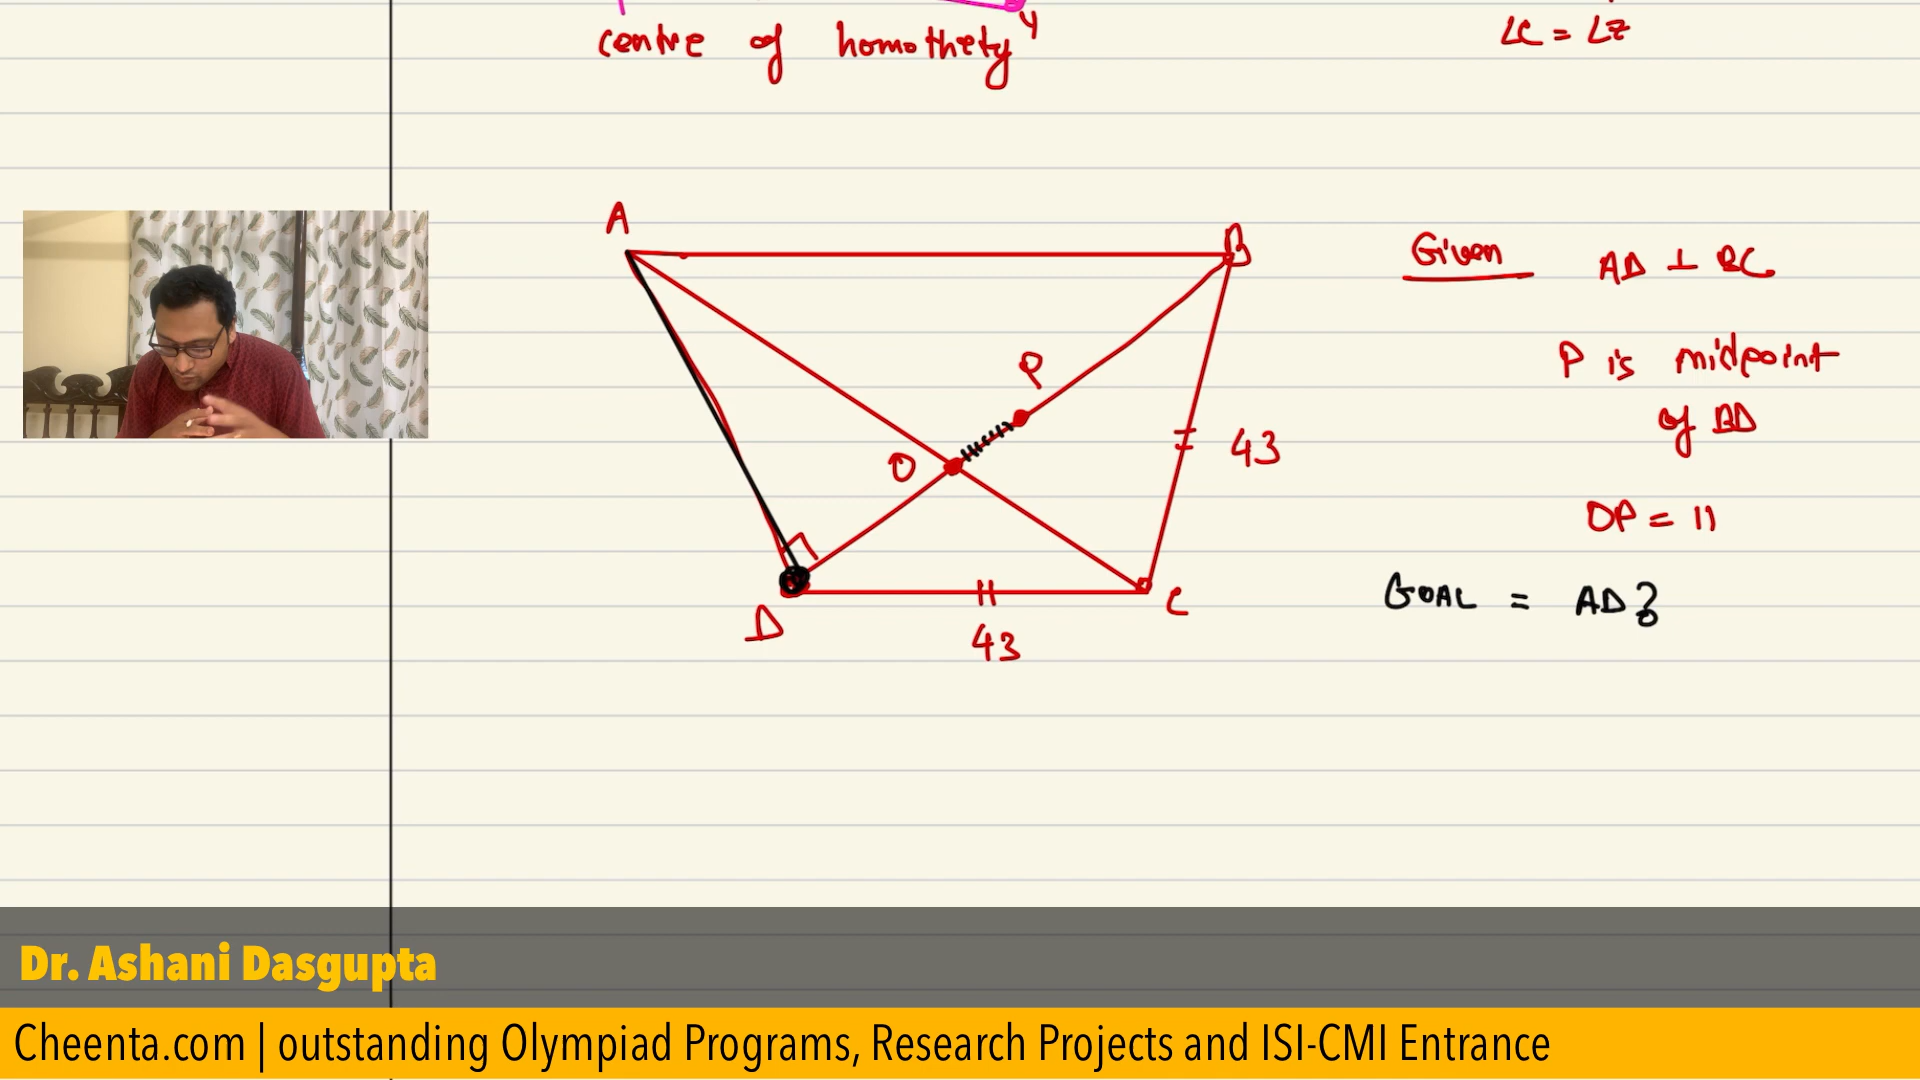 centre of homothety
Y
∠C = ∠Z
A
B
Given AD ⊥ BC
P
P is midpoint
of BD
O
43
OP = 11
GOAL = AD?
D
C
43
Dr. Ashani Dasgupta
Cheenta.com | outstanding Olympiad Programs, Research Projects and ISI-CMI Entrance